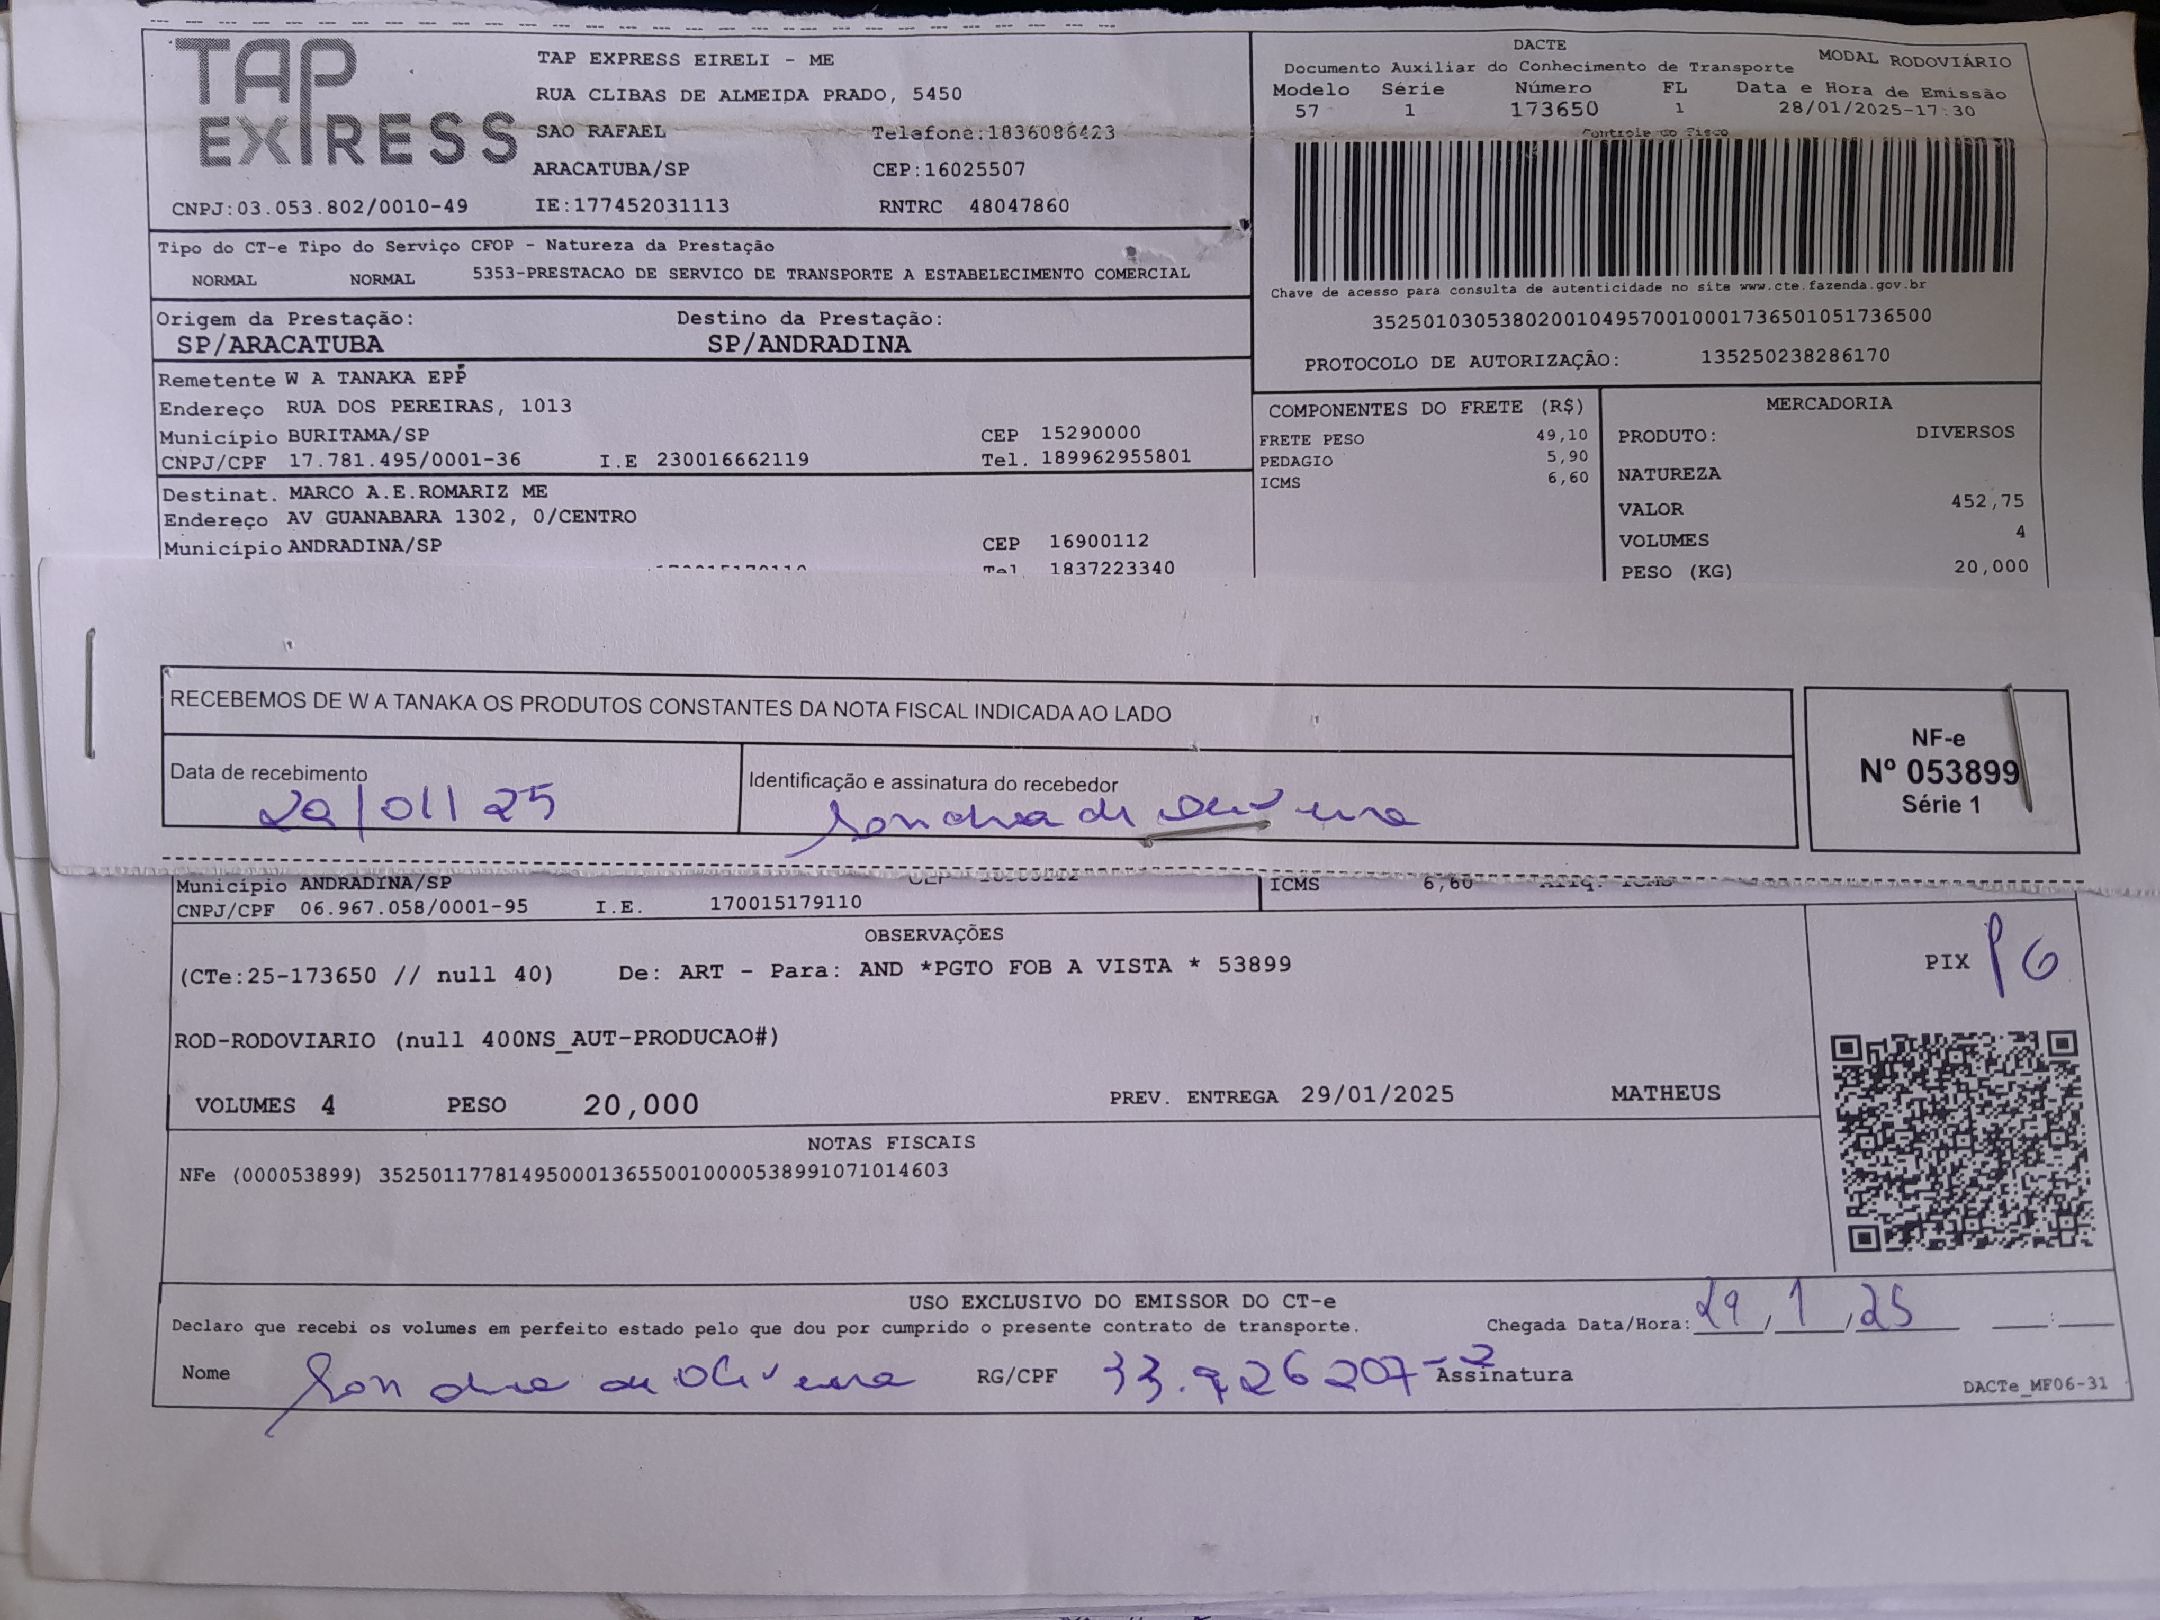 TAP
EXPRESS
TAP EXPRESS EIRELI - ME
RUA CLIBAS DE ALMEIDA PRADO, 5450
SAO RAFAEL Telefone:1836086423
ARACATUBA/SP CEP:16025507
CNPJ:03.053.802/0010-49 IE:177452031113 RNTRC 48047860
DACTE
Documento Auxiliar do Conhecimento de Transporte MODAL RODOVIÁRIO
Modelo Série Número FL Data e Hora de Emissão
57 1 173650 1 28/01/2025-17:30
Controle do Fisco
Chave de acesso para consulta de autenticidade no site www.cte.fazenda.gov.br
35250103053802001049570010001736501051736500
PROTOCOLO DE AUTORIZAÇÃO: 135250238286170
Tipo do CT-e Tipo do Serviço CFOP - Natureza da Prestação
NORMAL NORMAL 5353-PRESTACAO DE SERVICO DE TRANSPORTE A ESTABELECIMENTO COMERCIAL
Origem da Prestação: Destino da Prestação:
SP/ARACATUBA SP/ANDRADINA
Remetente W A TANAKA EPP
Endereço RUA DOS PEREIRAS, 1013
Município BURITAMA/SP CEP 15290000
CNPJ/CPF 17.781.495/0001-36 I.E 230016662119 Tel. 189962955801
Destinat. MARCO A.E.ROMARIZ ME
Endereço AV GUANABARA 1302, 0/CENTRO
Município ANDRADINA/SP CEP 16900112
Tel 1837223340
COMPONENTES DO FRETE (R$)
FRETE PESO 49,10
PEDAGIO 5,90
ICMS 6,60
MERCADORIA
PRODUTO: DIVERSOS
NATUREZA
VALOR 452,75
VOLUMES 4
PESO (KG) 20,000
RECEBEMOS DE W A TANAKA OS PRODUTOS CONSTANTES DA NOTA FISCAL INDICADA AO LADO
Data de recebimento
29/01/25
Identificação e assinatura do recebedor
Sandra de Oliveira
NF-e
Nº 053899
Série 1
Município ANDRADINA/SP
CNPJ/CPF 06.967.058/0001-95 I.E. 170015179110
ICMS 6,60
OBSERVAÇÕES
(CTe:25-173650 // null 40) De: ART - Para: AND *PGTO FOB A VISTA * 53899
ROD-RODOVIARIO (null 400NS_AUT-PRODUCAO#)
VOLUMES 4 PESO 20,000 PREV. ENTREGA 29/01/2025 MATHEUS
PIX PG
NOTAS FISCAIS
NFe (000053899) 35250117781495000136550010000538991071014603
USO EXCLUSIVO DO EMISSOR DO CT-e
Declaro que recebi os volumes em perfeito estado pelo que dou por cumprido o presente contrato de transporte. Chegada Data/Hora: 29/1/25 :
Nome Sandra de Oliveira RG/CPF 33.926207-2 Assinatura
DACTe_MF06-31